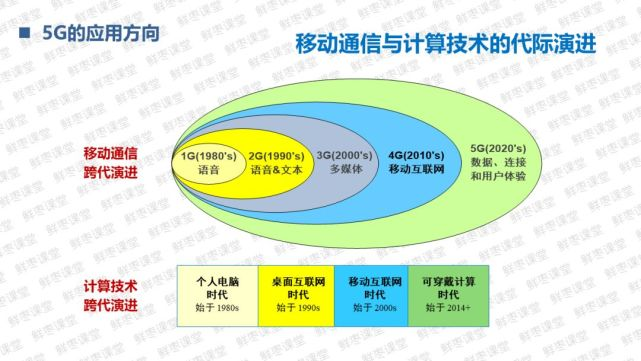 5G的应用方向
移动通信与计算技术的代际演进
移动通信
跨代演进
1G(1980's)
语音
2G(1990's)
语音&文本
3G(2000's)
多媒体
4G(2010's)
移动互联网
5G(2020's)
数据、连接
和用户体验
计算技术
跨代演进
个人电脑
时代
始于 1980s
桌面互联网
时代
始于 1990s
移动互联网
时代
始于 2000s
可穿戴计算
时代
始于 2014+
鲜枣课堂